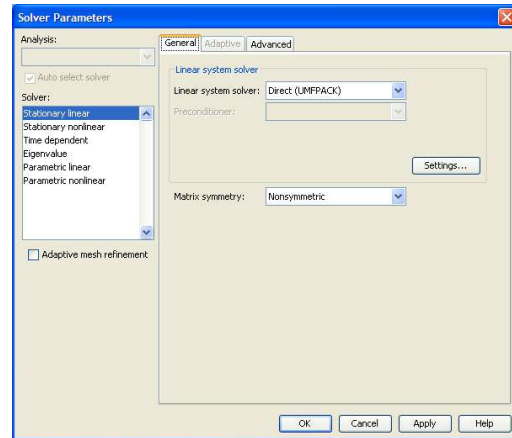 Solver Parameters
Analysis:
Auto select solver
Solver:
Stationary linear
Stationary nonlinear
Time dependent
Eigenvalue
Parametric linear
Parametric nonlinear
Adaptive mesh refinement
General Adaptive Advanced
Linear system solver
Linear system solver: Direct (UMFPACK)
Preconditioner:
Settings...
Matrix symmetry: Nonsymmetric
OK Cancel Apply Help